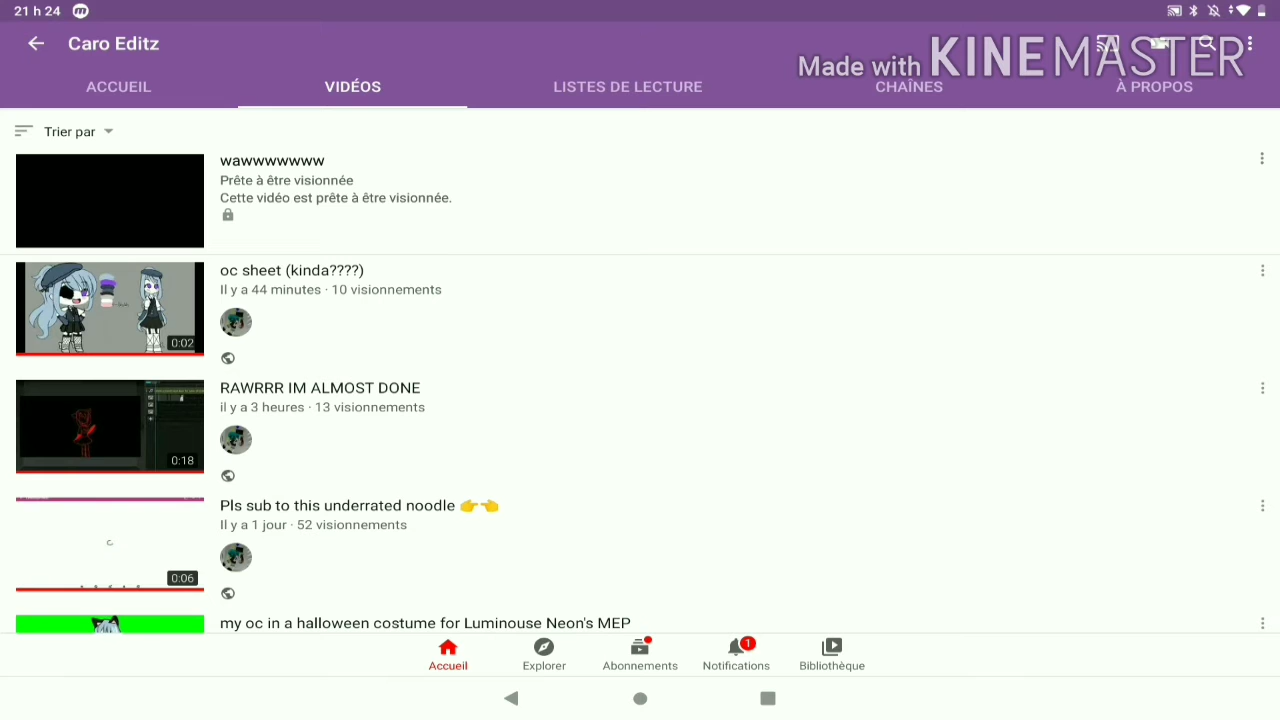 21 h 24
Caro Editz
Made with KINEMASTER
ACCUEIL VIDÉOS LISTES DE LECTURE CHAÎNES À PROPOS
Trier par
wawwwwwww
Prête à être visionnée
Cette vidéo est prête à être visionnée.
oc sheet (kinda????)
Il y a 44 minutes · 10 visionnements
0:02
RAWRRR IM ALMOST DONE
il y a 3 heures · 13 visionnements
0:18
Pls sub to this underrated noodle 👉👈
Il y a 1 jour · 52 visionnements
0:06
my oc in a halloween costume for Luminouse Neon's MEP
1
Accueil Explorer Abonnements Notifications Bibliothèque